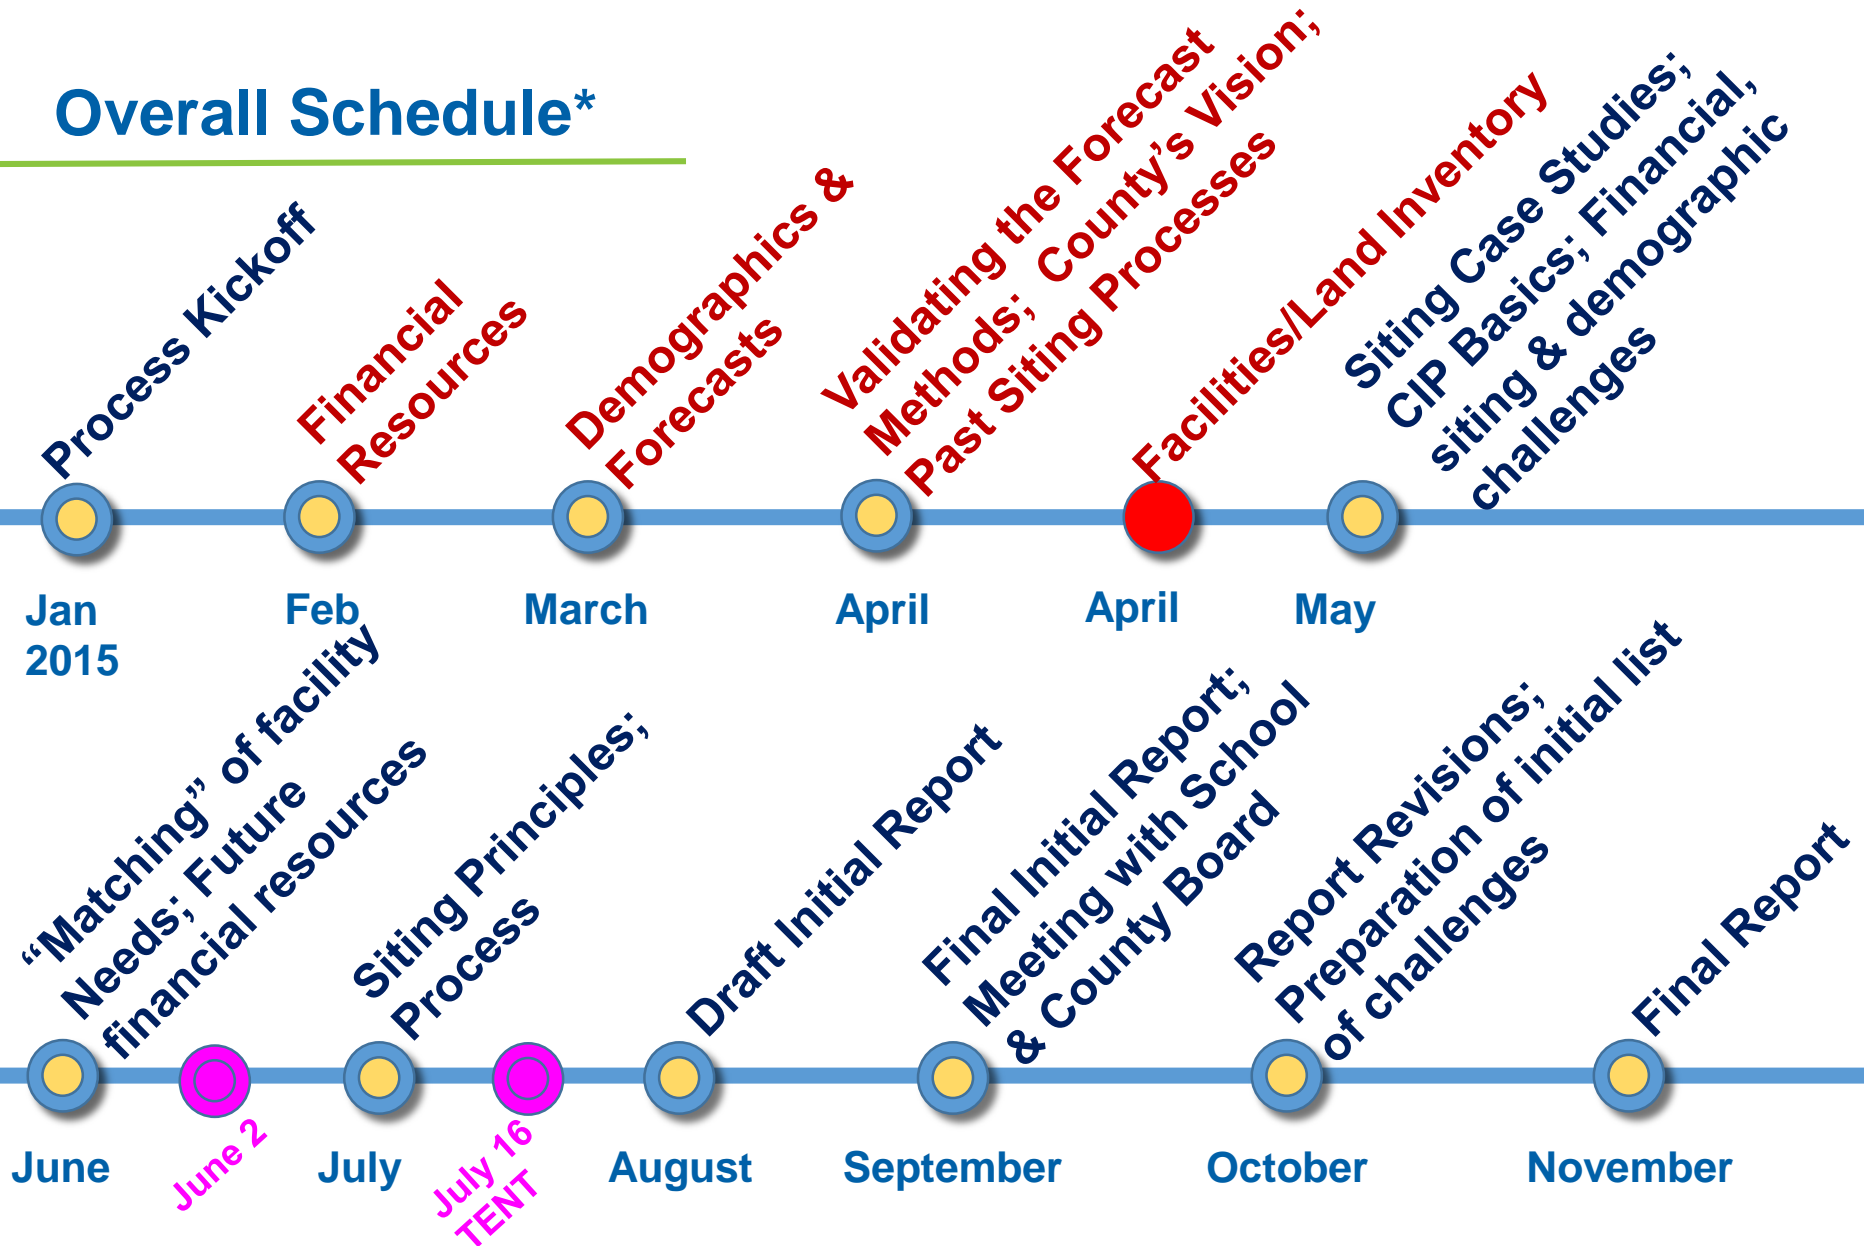 Overall Schedule*
Process Kickoff
Financial
Resources
Demographics &
Forecasts
Validating the Forecast
Methods; County's Vision;
Past Siting Processes
Facilities/Land Inventory
Siting Case Studies;
CIP Basics; Financial,
siting & demographic
challenges
Jan
2015
Feb
March
April
April
May
“Matching” of facility
Needs; Future
financial resources
Siting Principles;
Process
Draft Initial Report
Final Initial Report;
Meeting with School
& County Board
Report Revisions;
Preparation of initial list
of challenges
Final Report
June
June 2
July
July 16
TENT
August
September
October
November